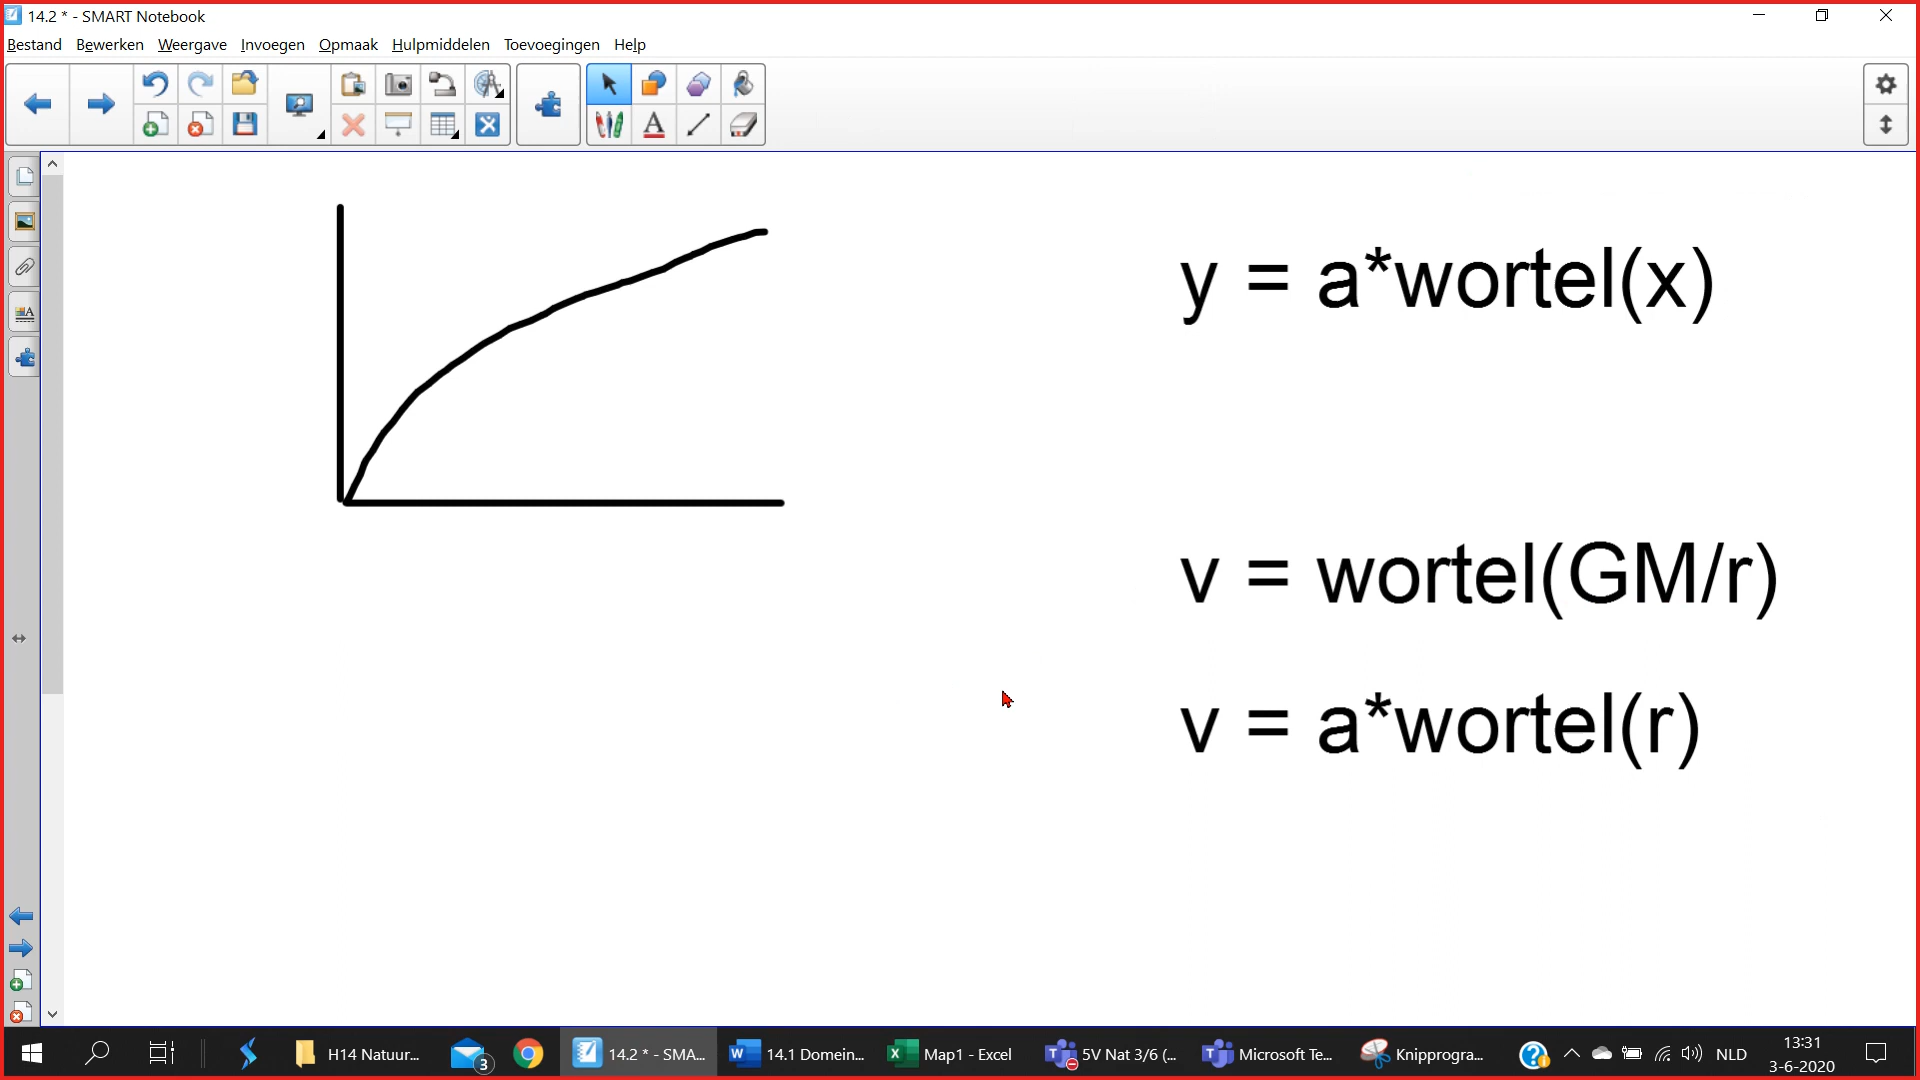 14.2 * - SMART Notebook
Bestand Bewerken Weergave Invoegen Opmaak Hulpmiddelen Toevoegingen Help
y = a*wortel(x)
v = wortel(GM/r)
v = a*wortel(r)
H14 Natuur... 3 14.2 * - SMA... 14.1 Domein... Map1 - Excel 5V Nat 3/6 (... Microsoft Te... Knipprogra... NLD 13:31
3-6-2020